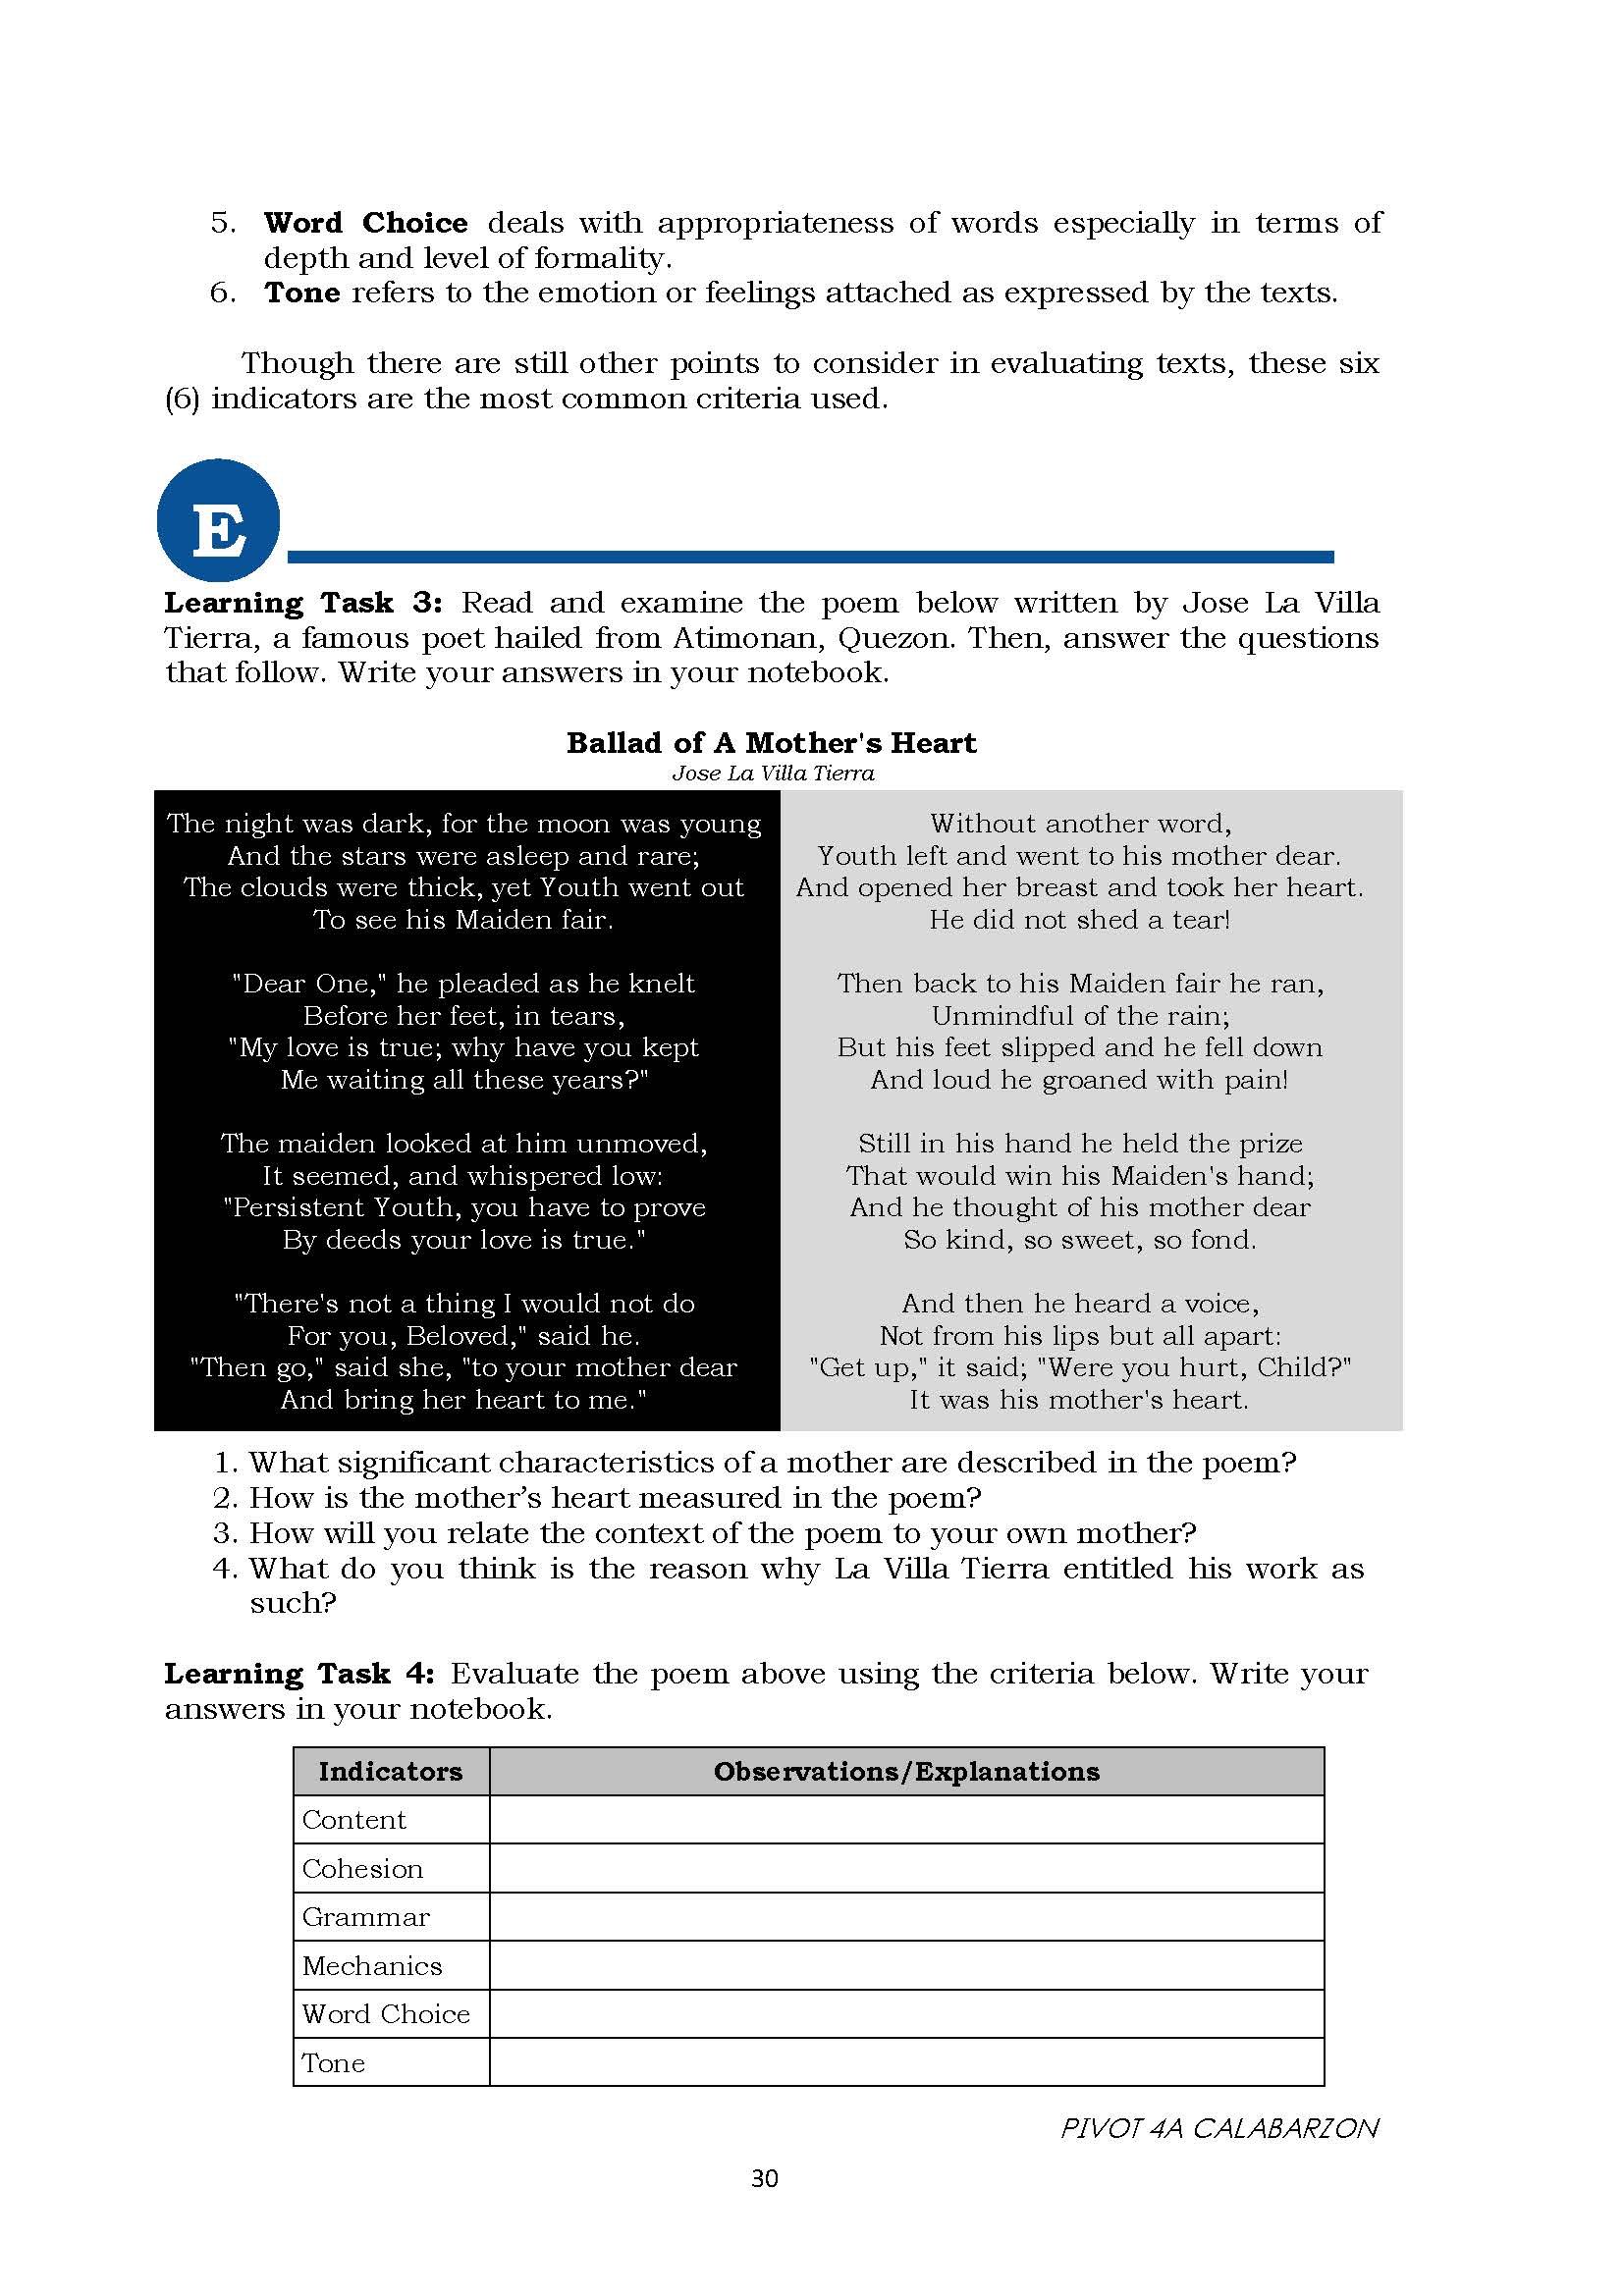 5. Word Choice deals with appropriateness of words especially in terms of
depth and level of formality.
6. Tone refers to the emotion or feelings attached as expressed by the texts.
Though there are still other points to consider in evaluating texts, these six
(6) indicators are the most common criteria used.
E
Learning Task 3: Read and examine the poem below written by Jose La Villa
Tierra, a famous poet hailed from Atimonan, Quezon. Then, answer the questions
that follow. Write your answers in your notebook.
Ballad of A Mother's Heart
Jose La Villa Tierra
The night was dark, for the moon was young
And the stars were asleep and rare;
The clouds were thick, yet Youth went out
To see his Maiden fair.
"Dear One," he pleaded as he knelt
Before her feet, in tears,
"My love is true; why have you kept
Me waiting all these years?"
The maiden looked at him unmoved,
It seemed, and whispered low:
"Persistent Youth, you have to prove
By deeds your love is true."
"There's not a thing I would not do
For you, Beloved," said he.
"Then go," said she, "to your mother dear
And bring her heart to me."
Without another word,
Youth left and went to his mother dear.
And opened her breast and took her heart.
He did not shed a tear!
Then back to his Maiden fair he ran,
Unmindful of the rain;
But his feet slipped and he fell down
And loud he groaned with pain!
Still in his hand he held the prize
That would win his Maiden's hand;
And he thought of his mother dear
So kind, so sweet, so fond.
And then he heard a voice,
Not from his lips but all apart:
"Get up," it said; "Were you hurt, Child?"
It was his mother's heart.
1. What significant characteristics of a mother are described in the poem?
2. How is the mother’s heart measured in the poem?
3. How will you relate the context of the poem to your own mother?
4. What do you think is the reason why La Villa Tierra entitled his work as
such?
Learning Task 4: Evaluate the poem above using the criteria below. Write your
answers in your notebook.
Indicators Observations/Explanations
Content
Cohesion
Grammar
Mechanics
Word Choice
Tone
PIVOT 4A CALABARZON
30